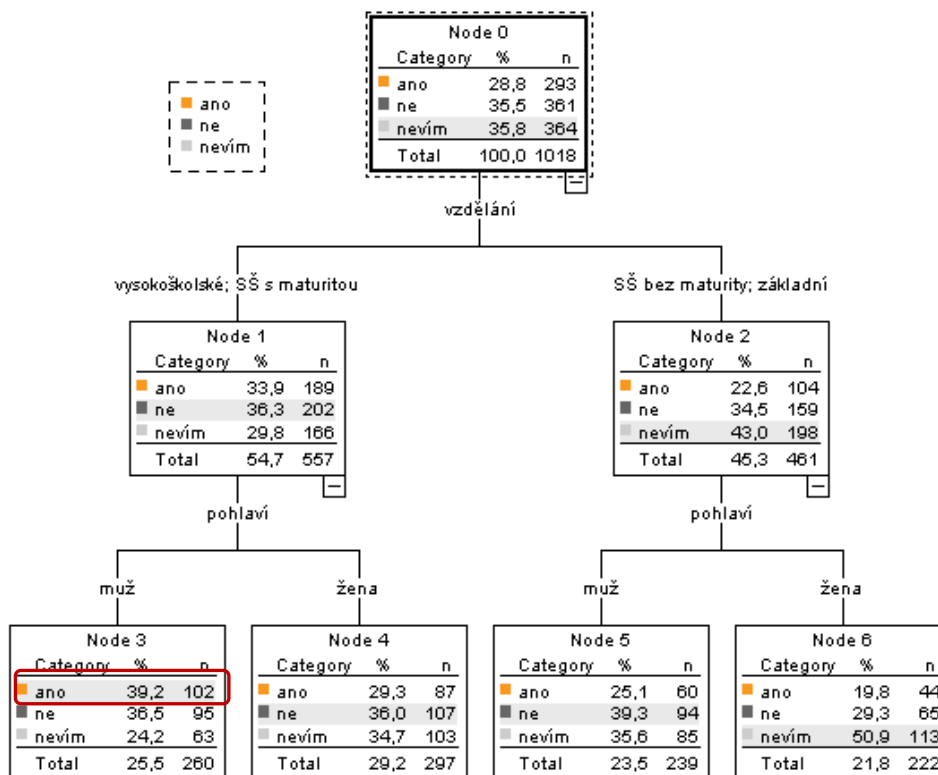 Node 0
Category % n
ano 28,8 293
ne 35,5 361
nevím 35,8 364
Total 100,0 1018
ano
ne
nevím
vzdělání
vysokoškolské; SŠ s maturitou
SŠ bez maturity; základní
Node 1
Category % n
ano 33,9 189
ne 36,3 202
nevím 29,8 166
Total 54,7 557
Node 2
Category % n
ano 22,6 104
ne 34,5 159
nevím 43,0 198
Total 45,3 461
pohlaví
pohlaví
muž
žena
muž
žena
Node 3
Category % n
ano 39,2 102
ne 36,5 95
nevím 24,2 63
Total 25,5 260
Node 4
Category % n
ano 29,3 87
ne 36,0 107
nevím 34,7 103
Total 29,2 297
Node 5
Category % n
ano 25,1 60
ne 39,3 94
nevím 35,6 85
Total 23,5 239
Node 6
Category % n
ano 19,8 44
ne 29,3 65
nevím 50,9 113
Total 21,8 222